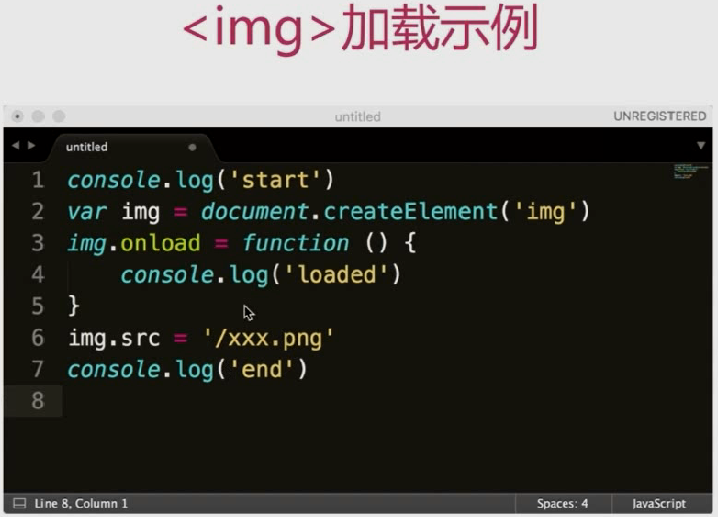 <img>加载示例
untitled
UNREGISTERED
untitled
1 console.log('start')
2 var img = document.createElement('img')
3 img.onload = function () {
4     console.log('loaded')
5 }
6 img.src = '/xxx.png'
7 console.log('end')
8
Line 8, Column 1
Spaces: 4
JavaScript